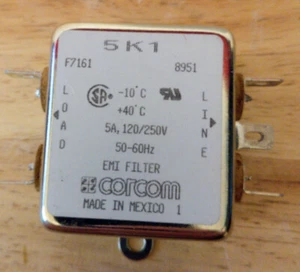 5K1
F7161 8951
LOAD
-10°C
+40°C
LINE
5A, 120/250V
50-60Hz
EMI FILTER
corcom
MADE IN MEXICO 1